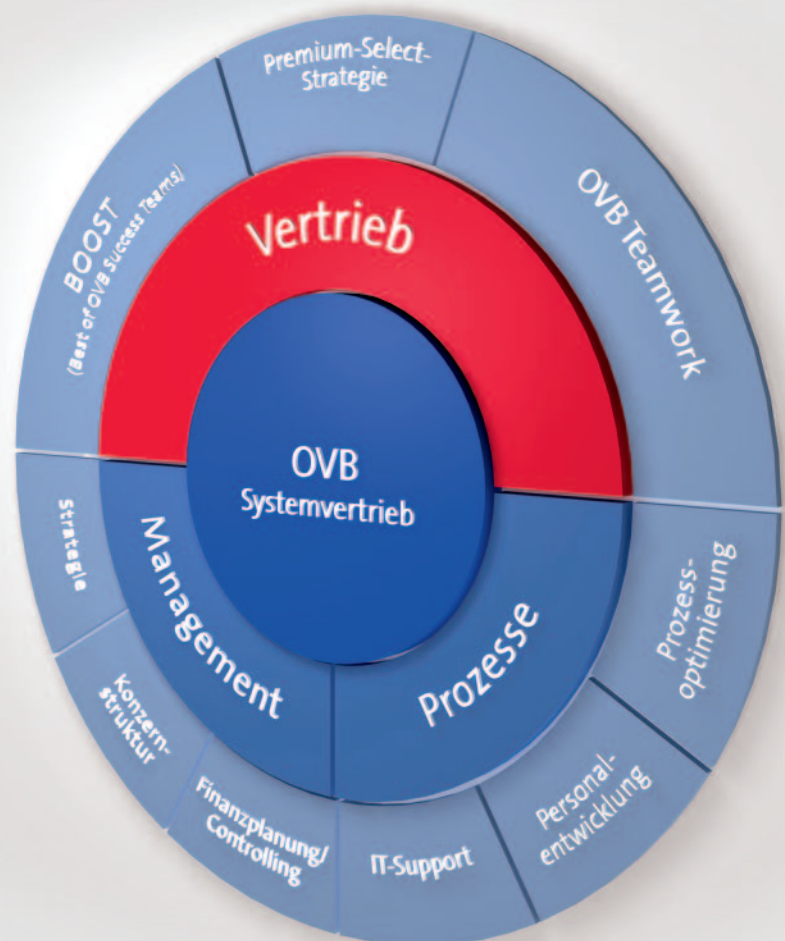 Premium-Select-
Strategie
OVB Teamwork
BOOST
(Best of OVB Success Teams)
Vertrieb
OVB
Systemvertrieb
Management
Prozesse
Strategie
Konzern-
struktur
Finanzplanung/
Controlling
IT-Support
Personal-
entwicklung
Prozess-
optimierung